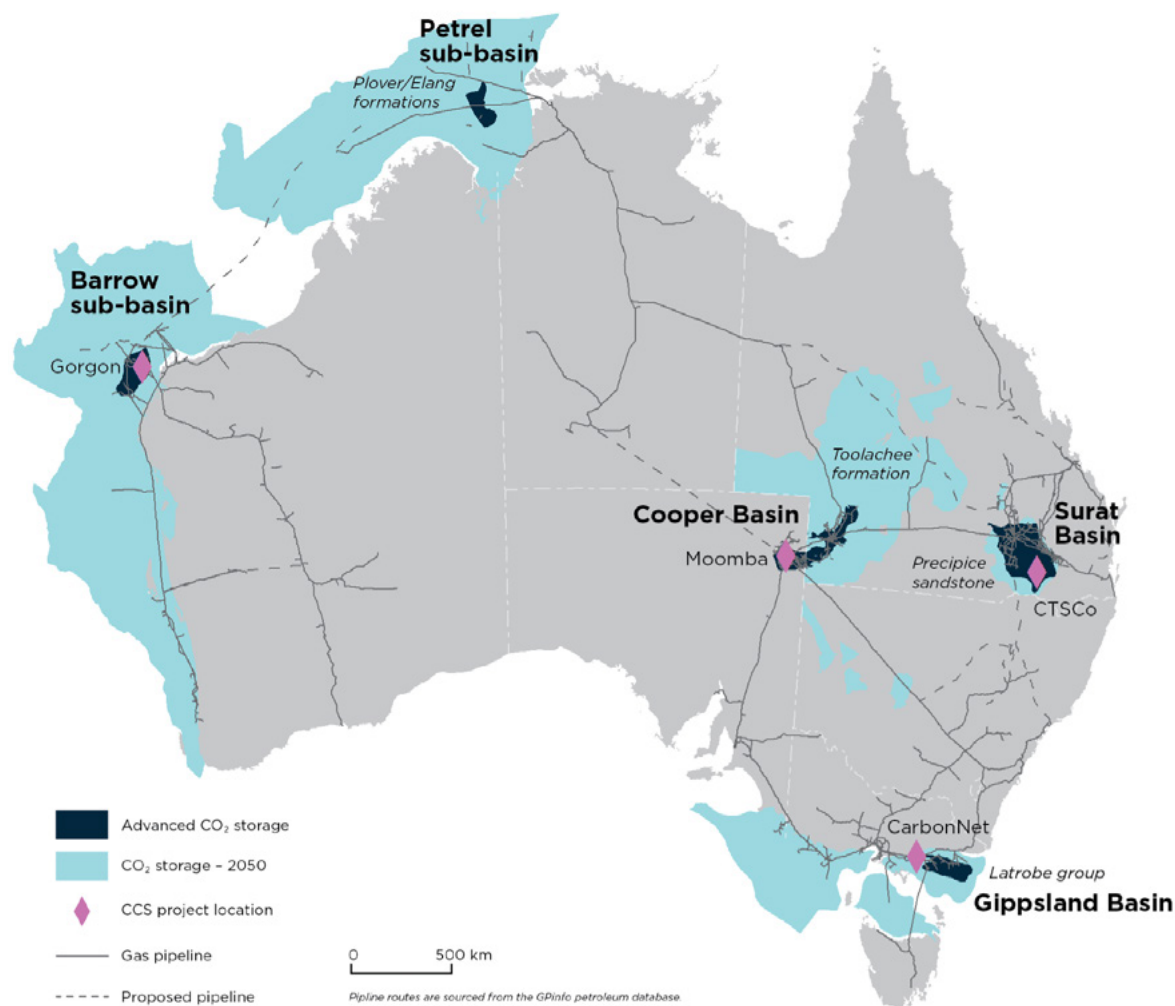 Petrel
sub-basin
Plover/Elang
formations
Barrow
sub-basin
Gorgon
Toolachee
formation
Cooper Basin
Moomba
Surat
Basin
Precipice
sandstone
CTSCo
CarbonNet
Latrobe group
Gippsland Basin
Advanced CO₂ storage
CO₂ storage – 2050
CCS project location
Gas pipeline
Proposed pipeline
0 500 km
Pipline routes are sourced from the GPinfo petroleum database.